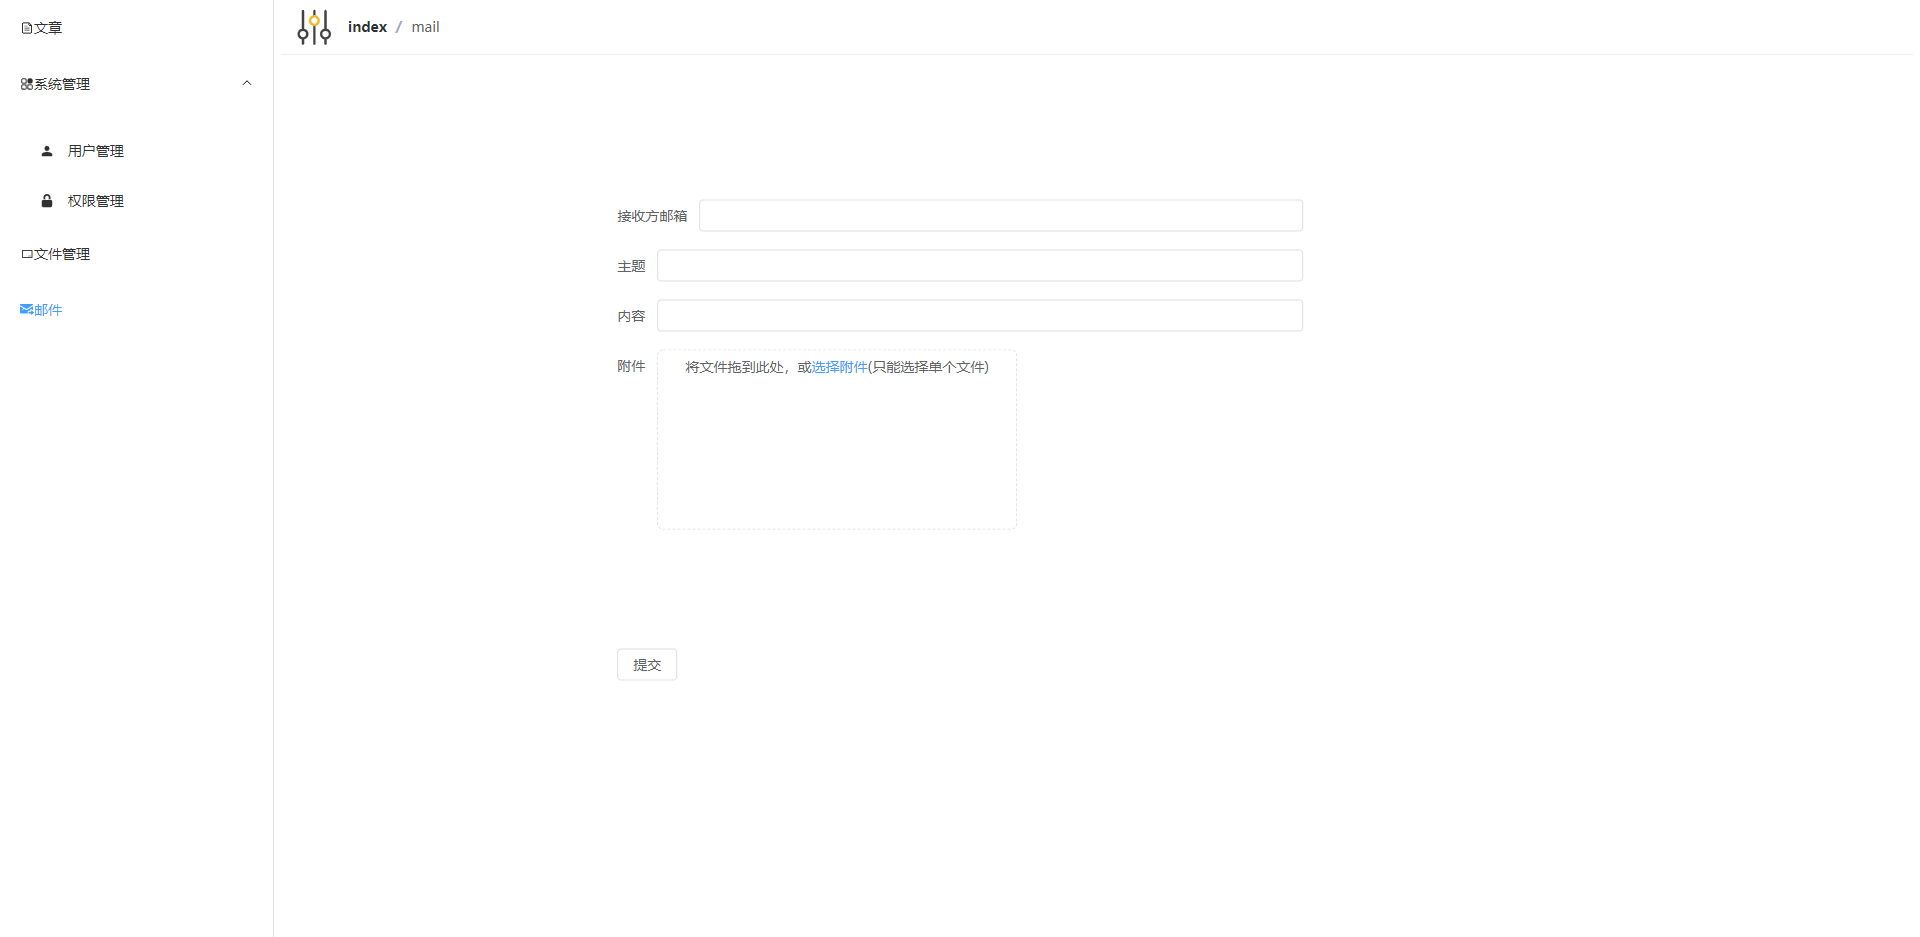 文章
系统管理
用户管理
权限管理
文件管理
邮件
index / mail
接收方邮箱
主题
内容
附件
将文件拖到此处，或选择附件(只能选择单个文件)
提交